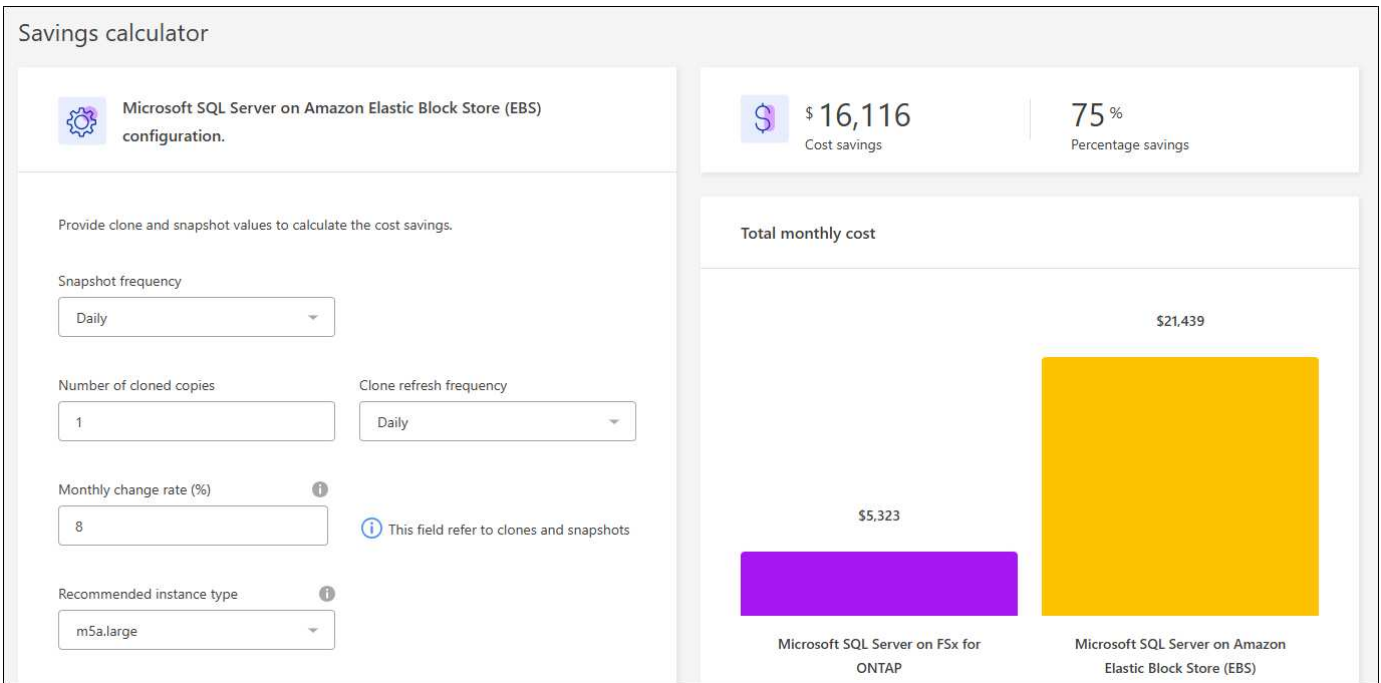 Savings calculator
Microsoft SQL Server on Amazon Elastic Block Store (EBS)
configuration.
Provide clone and snapshot values to calculate the cost savings.
Snapshot frequency
Daily
Number of cloned copies
Clone refresh frequency
1
Daily
Monthly change rate (%)
8
This field refer to clones and snapshots
Recommended instance type
m5a.large
$ 16,116
Cost savings
75 %
Percentage savings
Total monthly cost
$21,439
$5,323
Microsoft SQL Server on FSx for
ONTAP
Microsoft SQL Server on Amazon
Elastic Block Store (EBS)